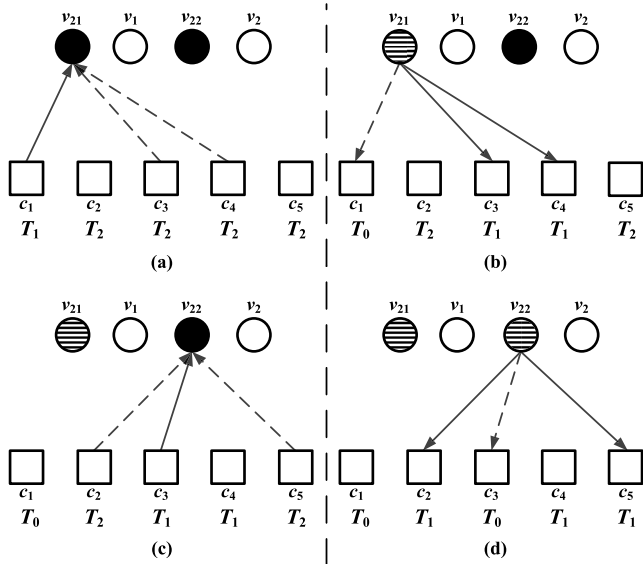 v21 v1 v22 v2
c1 c2 c3 c4 c5
T1 T2 T2 T2 T2
(a)
v21 v1 v22 v2
c1 c2 c3 c4 c5
T0 T2 T1 T1 T2
(b)
v21 v1 v22 v2
c1 c2 c3 c4 c5
T0 T2 T1 T1 T2
(c)
v21 v1 v22 v2
c1 c2 c3 c4 c5
T0 T1 T0 T1 T1
(d)